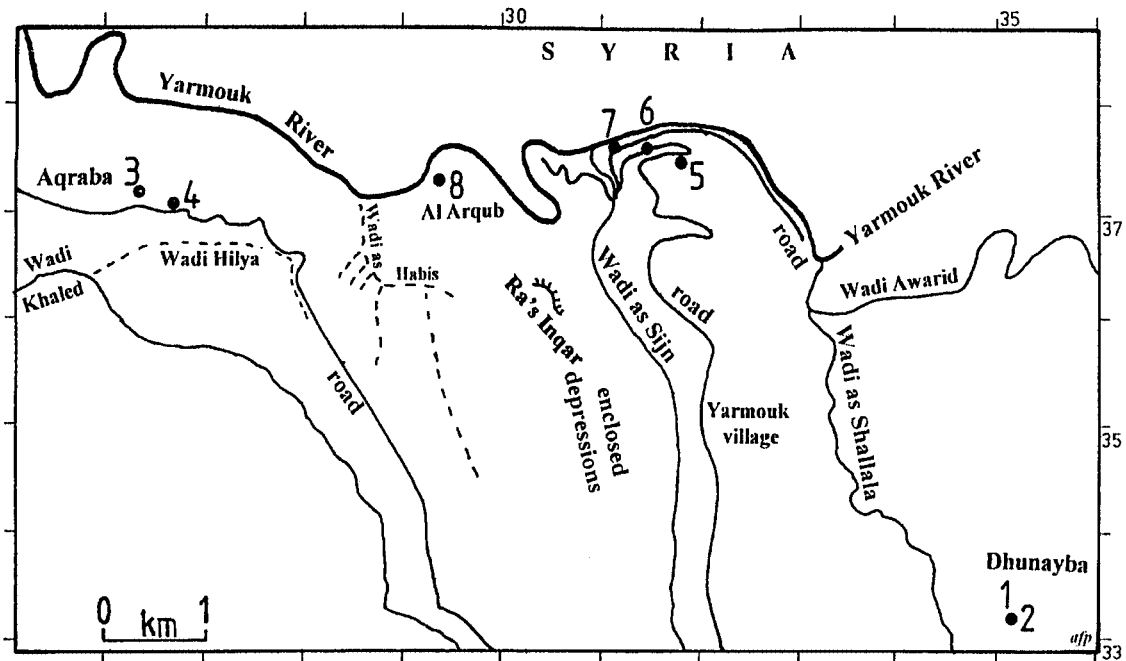 30
35
S Y R I A
Yarmouk
River
7
6
5
Aqraba
3
4
8
Al Arqub
Yarmouk River
road
37
Wadi
Khaled
Wadi Hilya
Wadi as
Habis
Ra's Inqar
enclosed
depressions
Wadi as Sijn
road
Wadi Awarid
road
Yarmouk
village
Wadi as Shallala
35
Dhunayba
1
2
0 1
km
afp
33